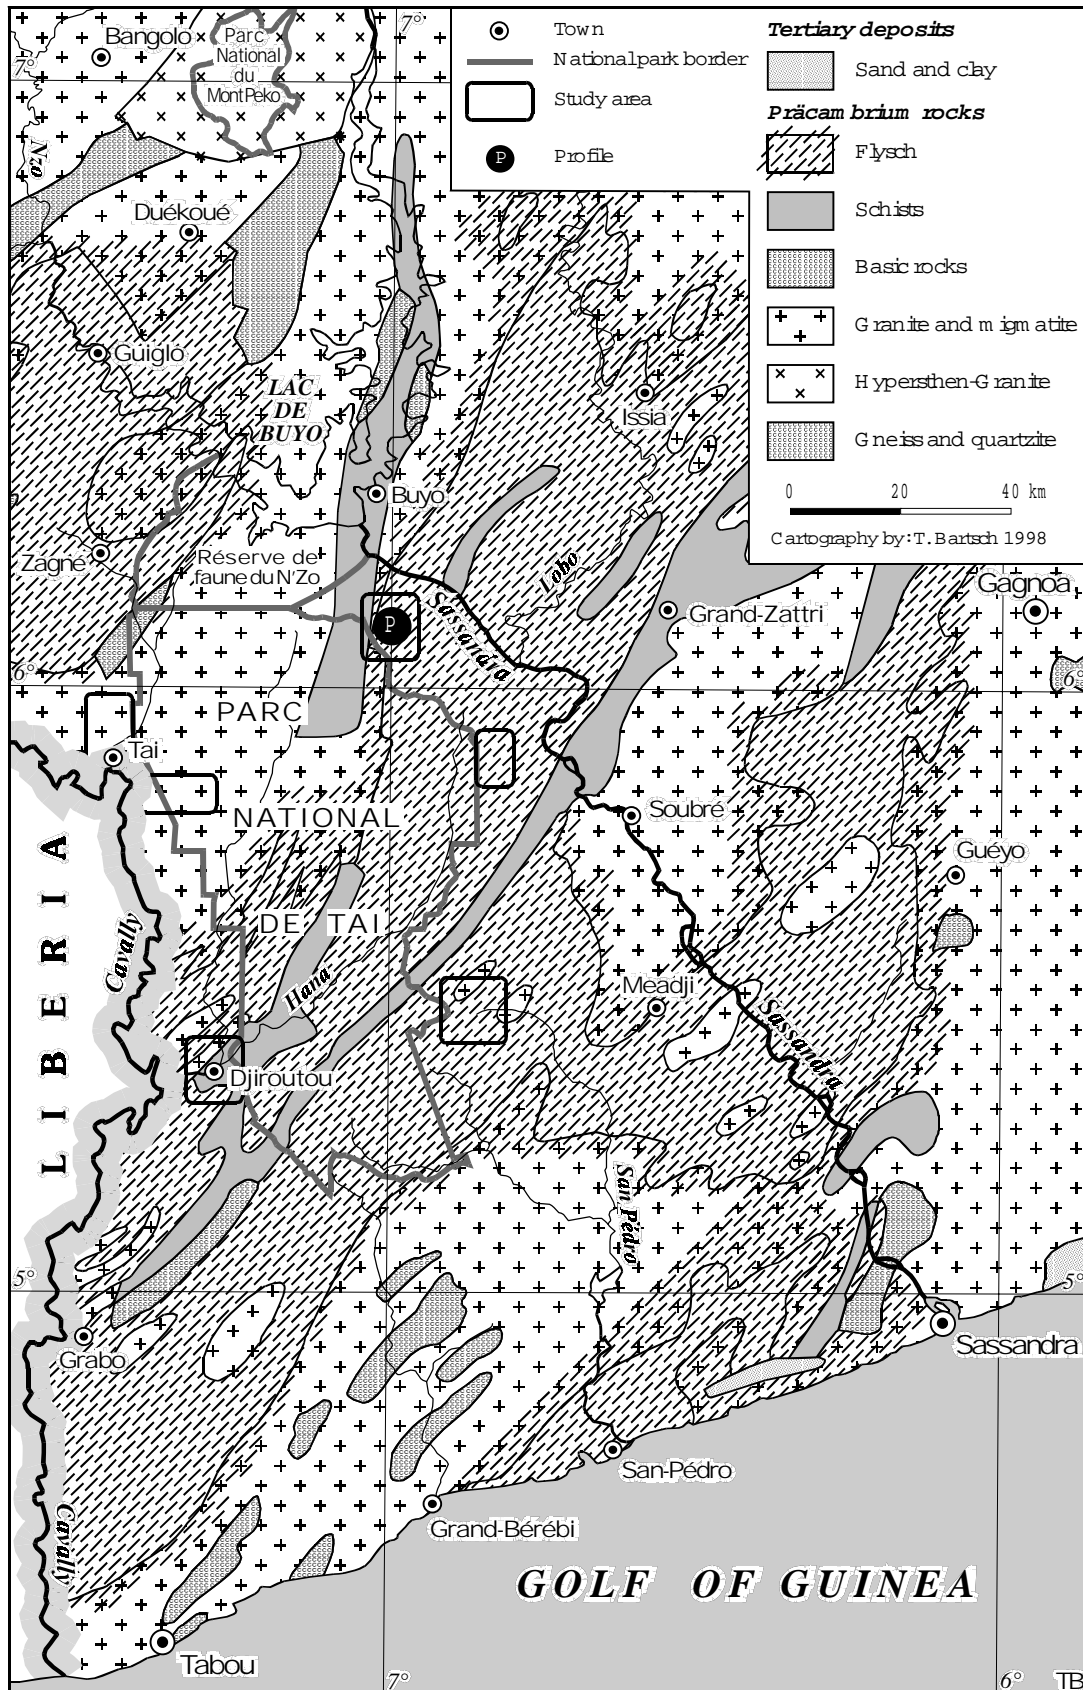 7°
Bangolo
Parc
National
du
Mont Peko
7°
Nzo
Duékoué
Guiglo
LAC
DE
BUYO
Issia
Buyo
Zagné
Réserve de
faune du N'Zo
Lobo
Sassandra
P
Grand-Zattri
Gagnoa
6°
6°
PARC
Tai
NATIONAL
Soubré
Guéyo
LIBERIA
Cavally
DE TAI
Hana
Meadji
Sassandra
Djiroutou
San Pédro
5°
5°
Grabo
Sassandra
San-Pédro
Grand-Bérébi
Cavally
GOLF OF GUINEA
Tabou
7°
6°
TB
Town
National park border
Study area
P
Profile
Tertiary deposits
Sand and clay
Präcambrium rocks
Flysch
Schists
Basic rocks
Granite and migmatite
Hypersthen-Granite
Gneiss and quartzite
0 20 40 km
Cartography by: T. Bartsch 1998